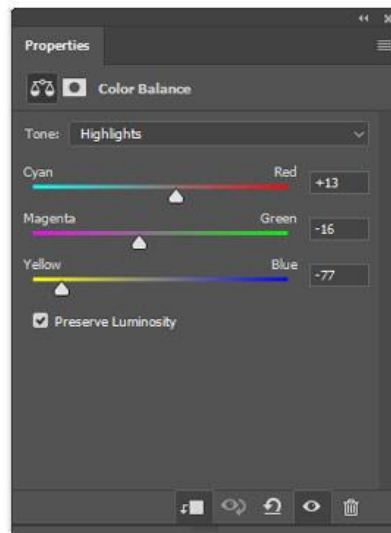 Properties
Color Balance
Tone: Highlights
Cyan Red +13
Magenta Green -16
Yellow Blue -77
Preserve Luminosity